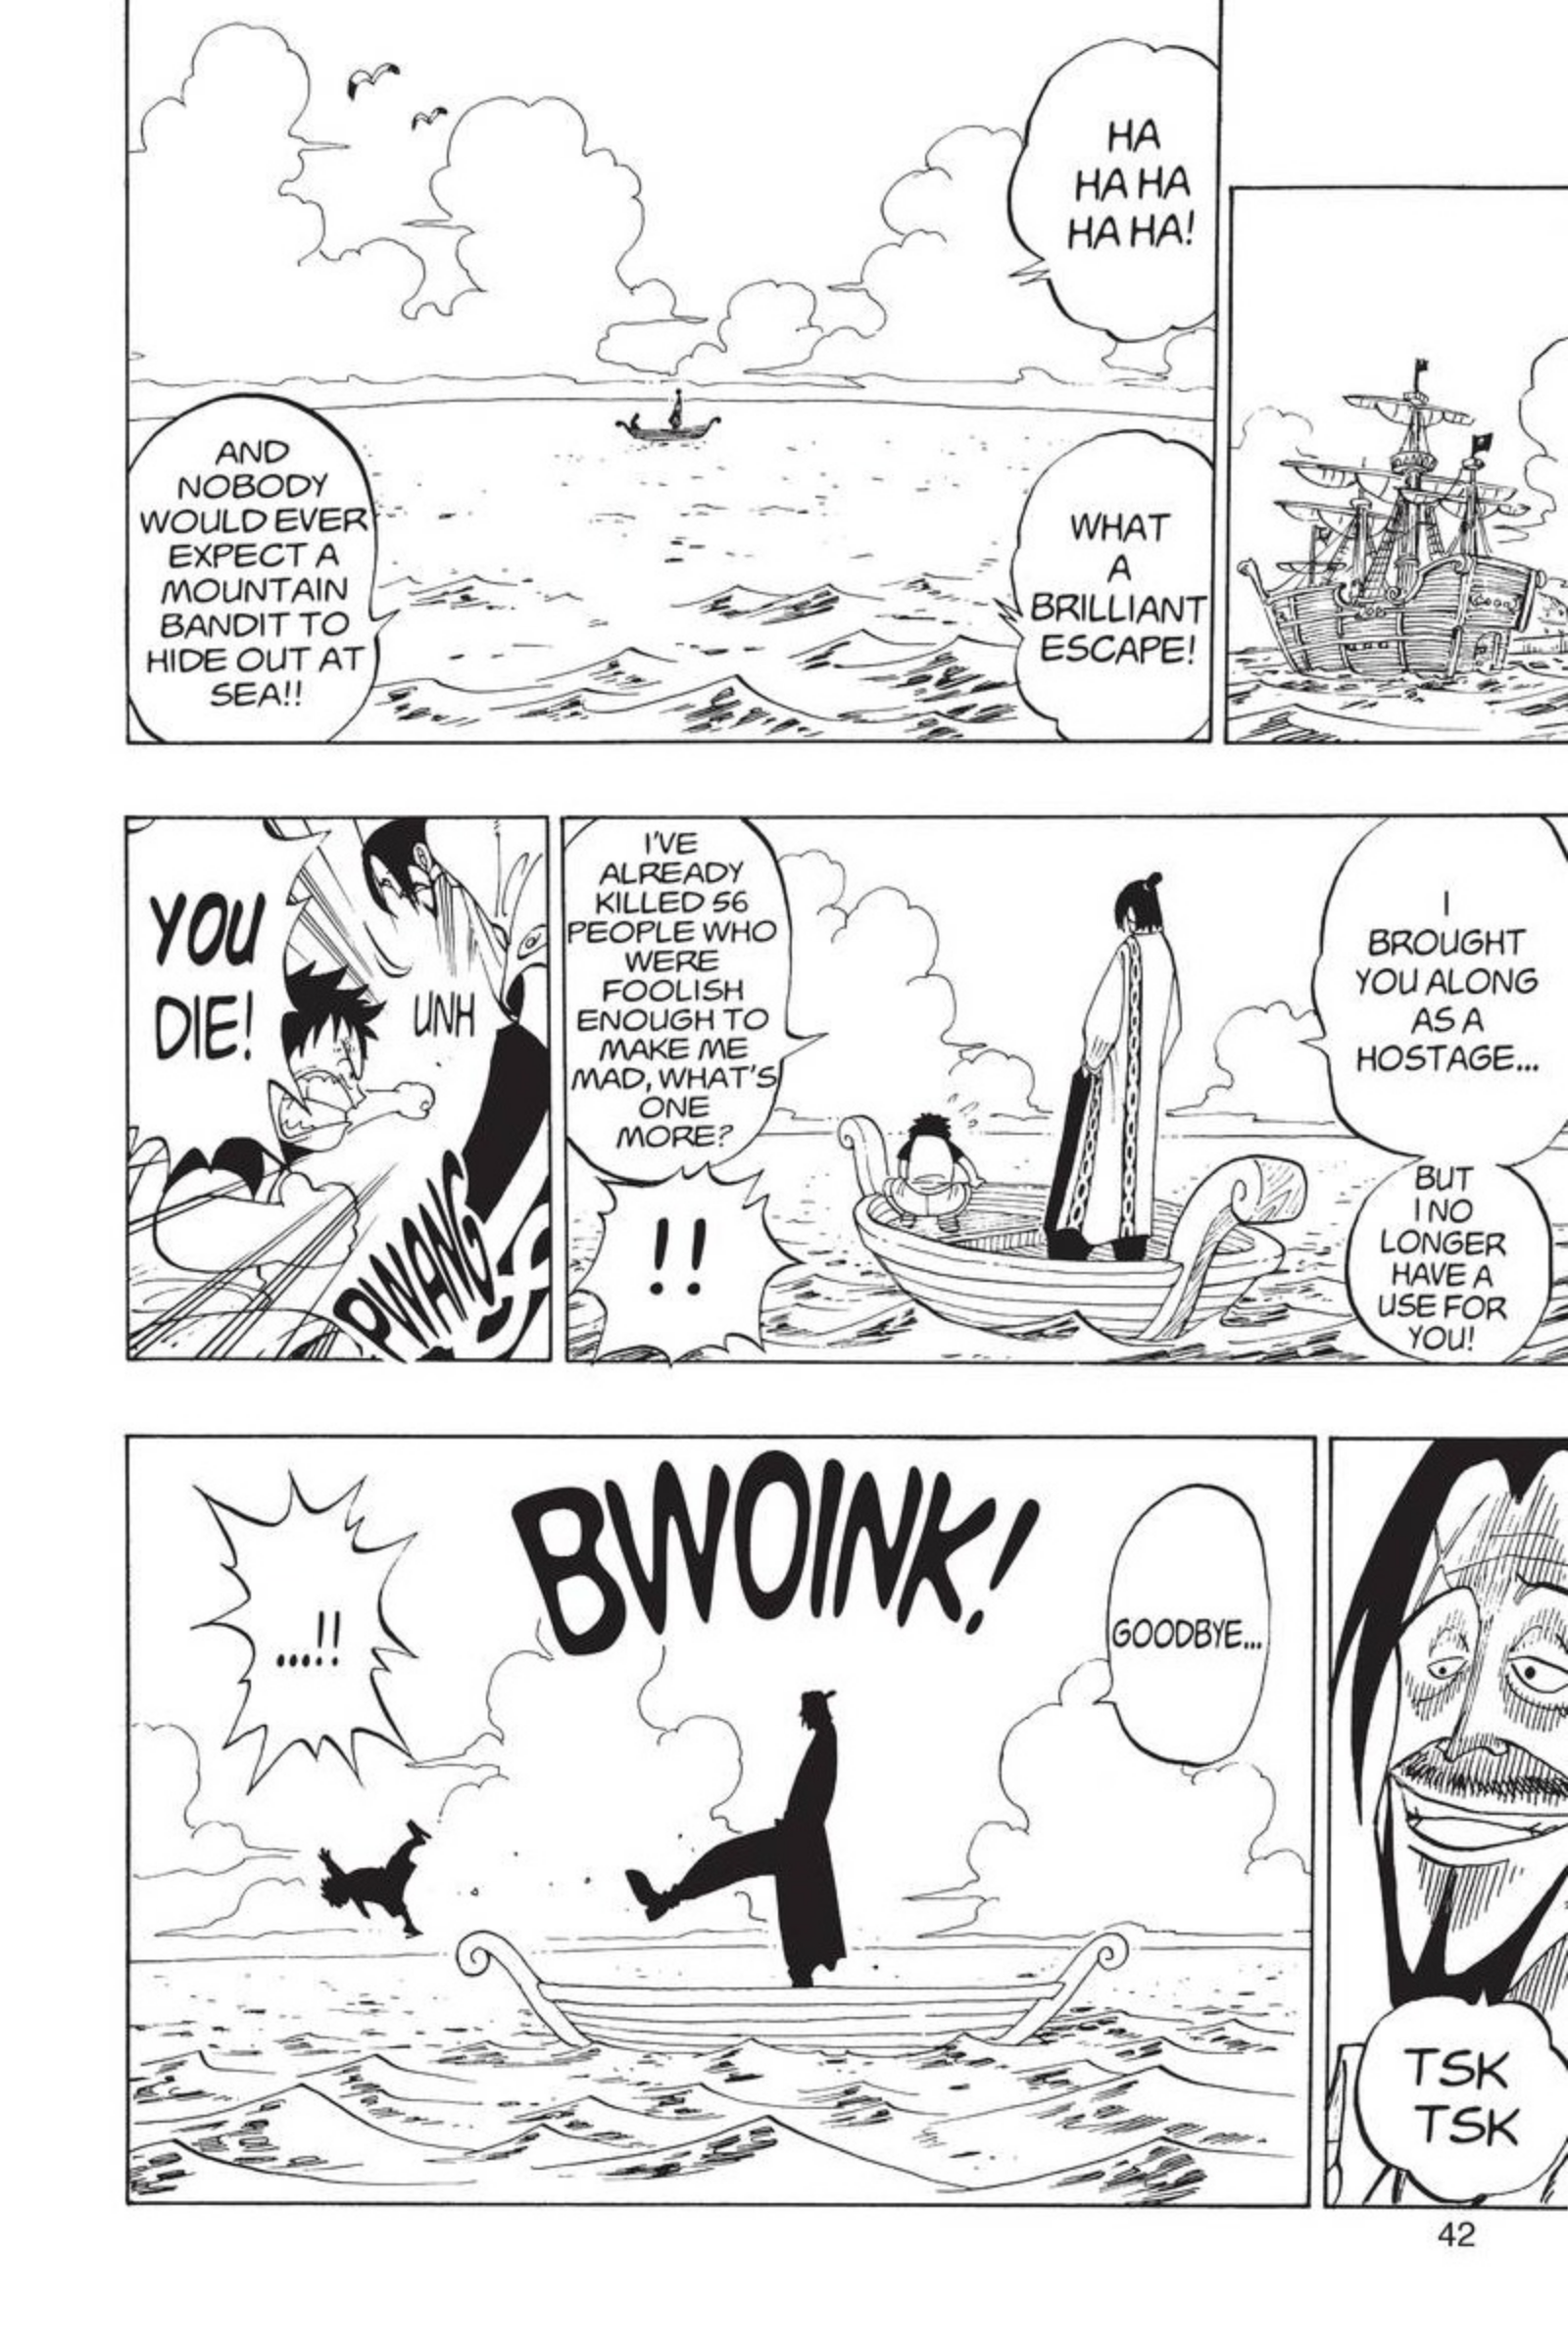 HA
HA HA
HA HA!
WHAT
A
BRILLIANT
ESCAPE!
AND
NOBODY
WOULD EVER
EXPECT A
MOUNTAIN
BANDIT TO
HIDE OUT AT
SEA!!
I
BROUGHT
YOU ALONG
AS A
HOSTAGE...
BUT
I NO
LONGER
HAVE A
USE FOR
YOU!
I'VE
ALREADY
KILLED 56
PEOPLE WHO
WERE
FOOLISH
ENOUGH TO
MAKE ME
MAD, WHAT'S
ONE
MORE?
!!
UNH
YOU
DIE!
PWANG
TSK
TSK
GOODBYE...
BWOINK!
...!!
42